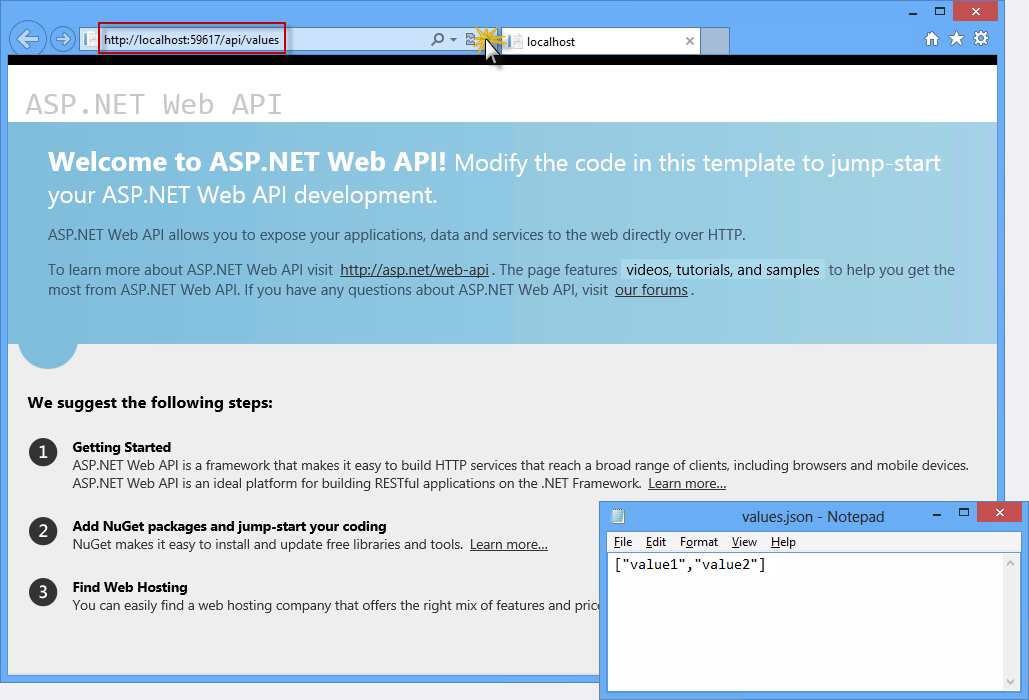 http://localhost:59617/api/values
localhost
ASP.NET Web API
Welcome to ASP.NET Web API! Modify the code in this template to jump-start
your ASP.NET Web API development.
ASP.NET Web API allows you to expose your applications, data and services to the web directly over HTTP.
To learn more about ASP.NET Web API visit http://asp.net/web-api. The page features videos, tutorials, and samples to help you get the
most from ASP.NET Web API. If you have any questions about ASP.NET Web API, visit our forums.
We suggest the following steps:
1 Getting Started
ASP.NET Web API is a framework that makes it easy to build HTTP services that reach a broad range of clients, including browsers and mobile devices.
ASP.NET Web API is an ideal platform for building RESTful applications on the .NET Framework. Learn more...
2 Add NuGet packages and jump-start your coding
NuGet makes it easy to install and update free libraries and tools. Learn more...
3 Find Web Hosting
You can easily find a web hosting company that offers the right mix of features and price
values.json - Notepad
File Edit Format View Help
["value1","value2"]